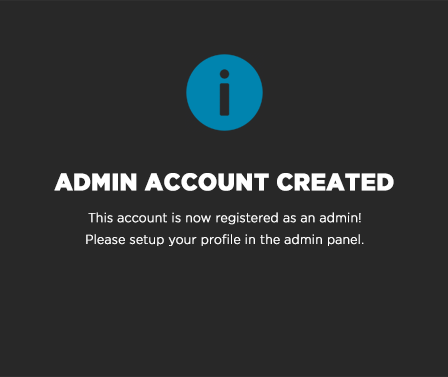 ADMIN ACCOUNT CREATED
This account is now registered as an admin!
Please setup your profile in the admin panel.